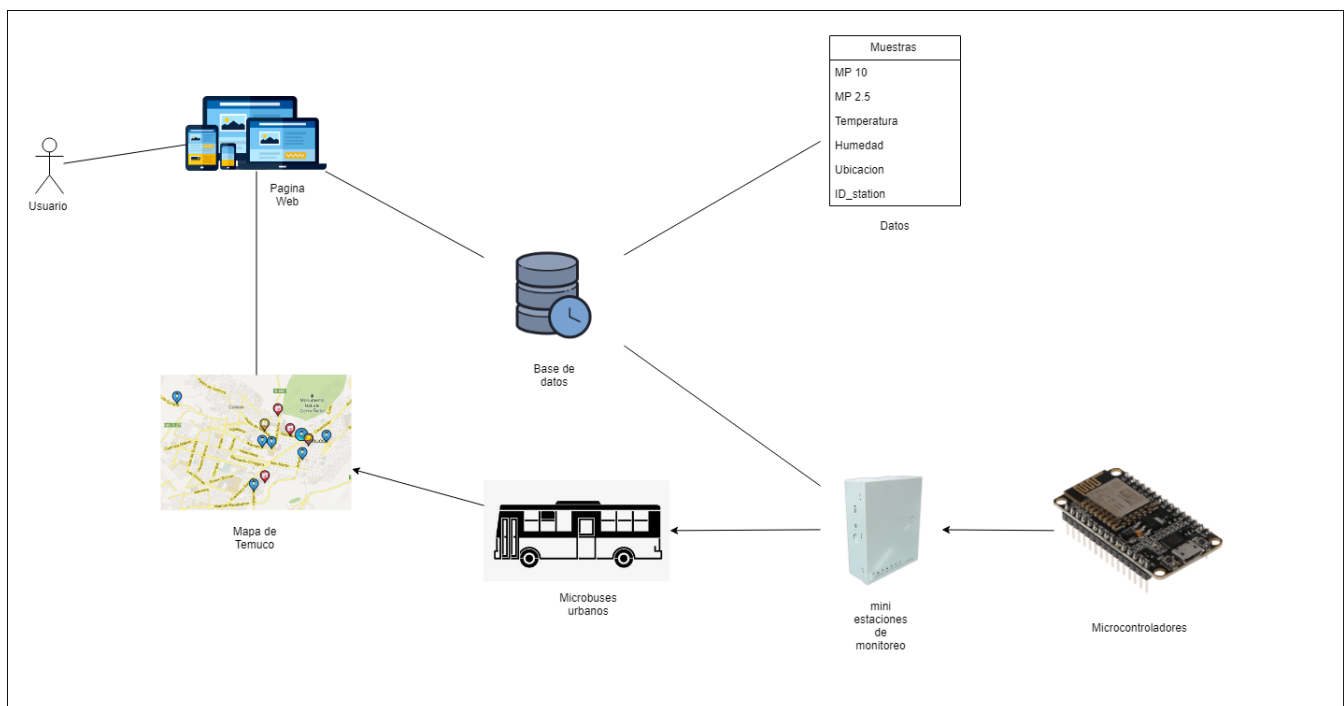 Muestras
MP 10
MP 2.5
Temperatura
Humedad
Ubicacion
ID_station
Datos
Usuario
Pagina
Web
Base de
datos
Mapa de
Temuco
Microbuses
urbanos
mini
estaciones
de
monitoreo
Microcontroladores